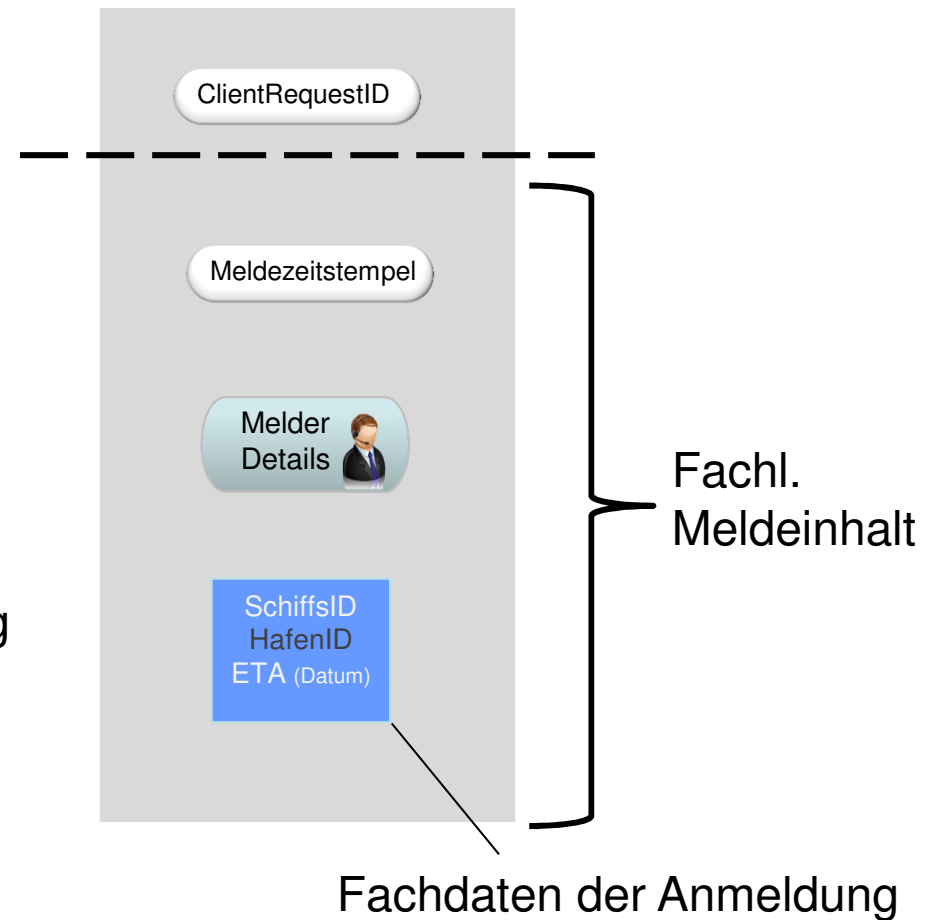 ClientRequestID
Meldezeitstempel
Melder
Details
Fachl.
Meldeinhalt
g
SchiffsID
HafenID
ETA (Datum)
Fachdaten der Anmeldung